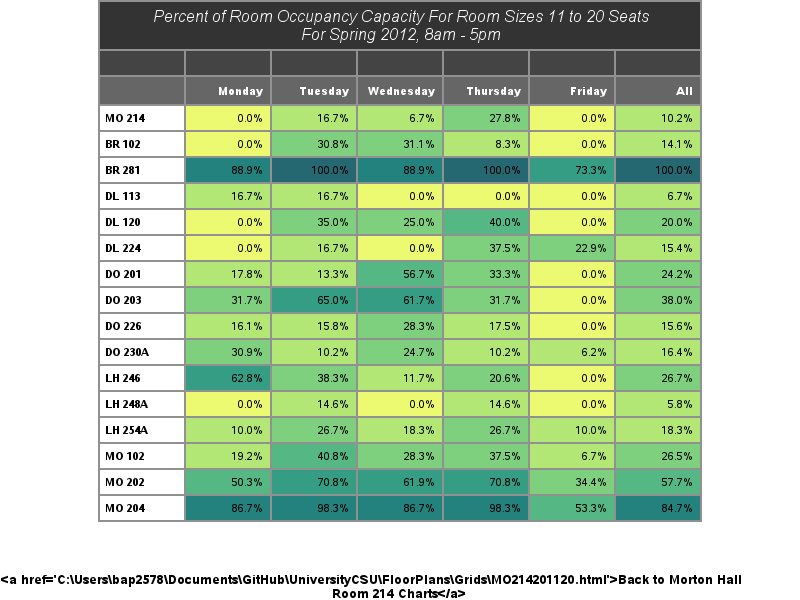 Percent of Room Occupancy Capacity For Room Sizes 11 to 20 Seats
For Spring 2012, 8am - 5pm
Monday Tuesday Wednesday Thursday Friday All
MO 214 0.0% 16.7% 6.7% 27.8% 0.0% 10.2%
BR 102 0.0% 30.8% 31.1% 8.3% 0.0% 14.1%
BR 281 88.9% 100.0% 88.9% 100.0% 73.3% 100.0%
DL 113 16.7% 16.7% 0.0% 0.0% 0.0% 6.7%
DL 120 0.0% 35.0% 25.0% 40.0% 0.0% 20.0%
DL 224 0.0% 16.7% 0.0% 37.5% 22.9% 15.4%
DO 201 17.8% 13.3% 56.7% 33.3% 0.0% 24.2%
DO 203 31.7% 65.0% 61.7% 31.7% 0.0% 38.0%
DO 226 16.1% 15.8% 28.3% 17.5% 0.0% 15.6%
DO 230A 30.9% 10.2% 24.7% 10.2% 6.2% 16.4%
LH 246 62.8% 38.3% 11.7% 20.6% 0.0% 26.7%
LH 248A 0.0% 14.6% 0.0% 14.6% 0.0% 5.8%
LH 254A 10.0% 26.7% 18.3% 26.7% 10.0% 18.3%
MO 102 19.2% 40.8% 28.3% 37.5% 6.7% 26.5%
MO 202 50.3% 70.8% 61.9% 70.8% 34.4% 57.7%
MO 204 86.7% 98.3% 86.7% 98.3% 53.3% 84.7%
<a href='C:\Users\bap2578\Documents\GitHub\UniversityCSU\FloorPlans\Grids\MO214201120.html'>Back to Morton Hall
Room 214 Charts</a>